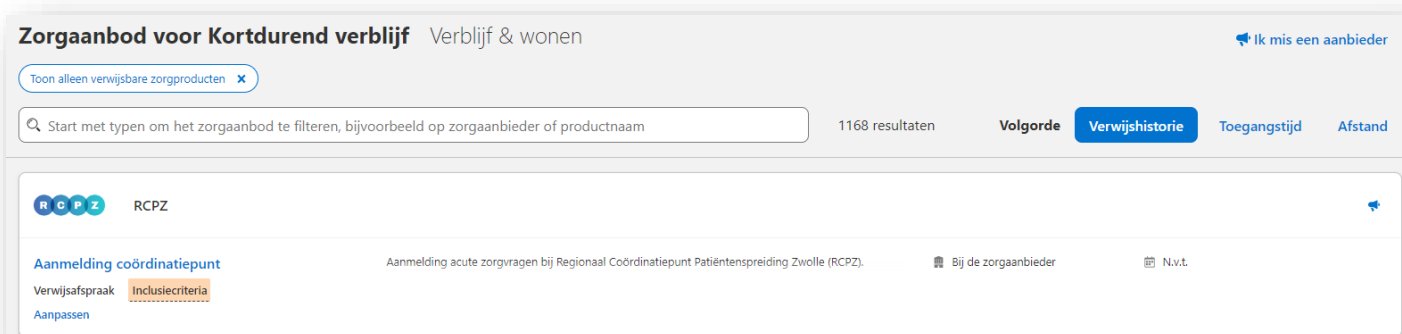 Zorgaanbod voor Kortdurend verblijf Verblijf & wonen
Ik mis een aanbieder
Toon alleen verwijsbare zorgproducten ×
Start met typen om het zorgaanbod te filteren, bijvoorbeeld op zorgaanbieder of productnaam
1168 resultaten Volgorde Verwijshistorie Toegangstijd Afstand
RCPZ RCPZ
Aanmelding coördinatiepunt Aanmelding acute zorgvragen bij Regionaal Coördinatiepunt Patiëntenspreiding Zwolle (RCPZ). Bij de zorgaanbieder N.v.t.
Verwijsafspraak Inclusiecriteria
Aanpassen